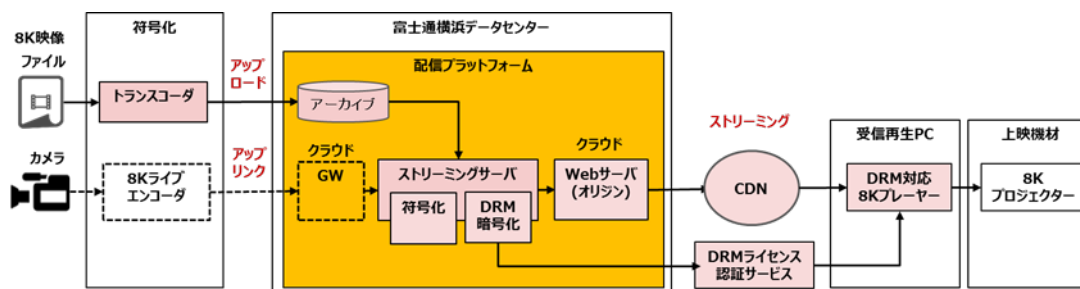 8K映像
ファイル
カメラ
符号化
トランスコーダ
8Kライブ
エンコーダ
アップ
ロード
アップ
リンク
富士通横浜データセンター
配信プラットフォーム
アーカイブ
クラウド
GW
ストリーミングサーバ
符号化
DRM
暗号化
クラウド
Webサーバ
(オリジン)
ストリーミング
CDN
DRMライセンス
認証サービス
受信再生PC
DRM対応
8Kプレーヤー
上映機材
8K
プロジェクター